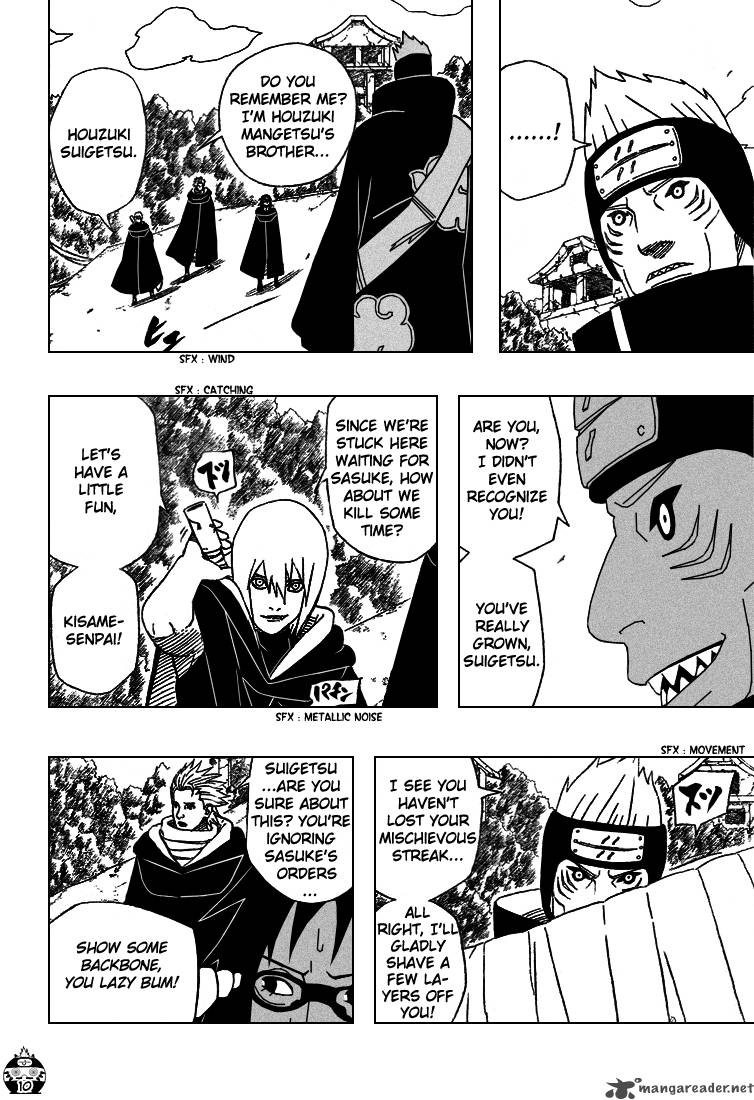 ......!
DO YOU
REMEMBER ME?
I'M HOUZUKI
MANGETSU'S
BROTHER...
HOUZUKI
SUIGETSU.
ヒュ
SFX : WIND
SFX : CATCHING
ARE YOU,
NOW?
I DIDN'T
EVEN
RECOGNIZE
YOU!
YOU'VE
REALLY
GROWN,
SUIGETSU.
SINCE WE'RE
STUCK HERE
WAITING FOR
SASUKE, HOW
ABOUT WE
KILL SOME
TIME?
LET'S
HAVE A
LITTLE
FUN,
KISAME-
SENPAI!
SFX : METALLIC NOISE
SFX : MOVEMENT
I SEE YOU
HAVEN'T
LOST YOUR
MISCHIEVOUS
STREAK...
ALL
RIGHT, I'LL
GLADLY
SHAVE A
FEW LA-
YERS OFF
YOU!
SUIGETSU
...ARE YOU
SURE ABOUT
THIS? YOU'RE
IGNORING
SASUKE'S
ORDERS
...
SHOW SOME
BACKBONE,
YOU LAZY BUM!
10
mangareader.net